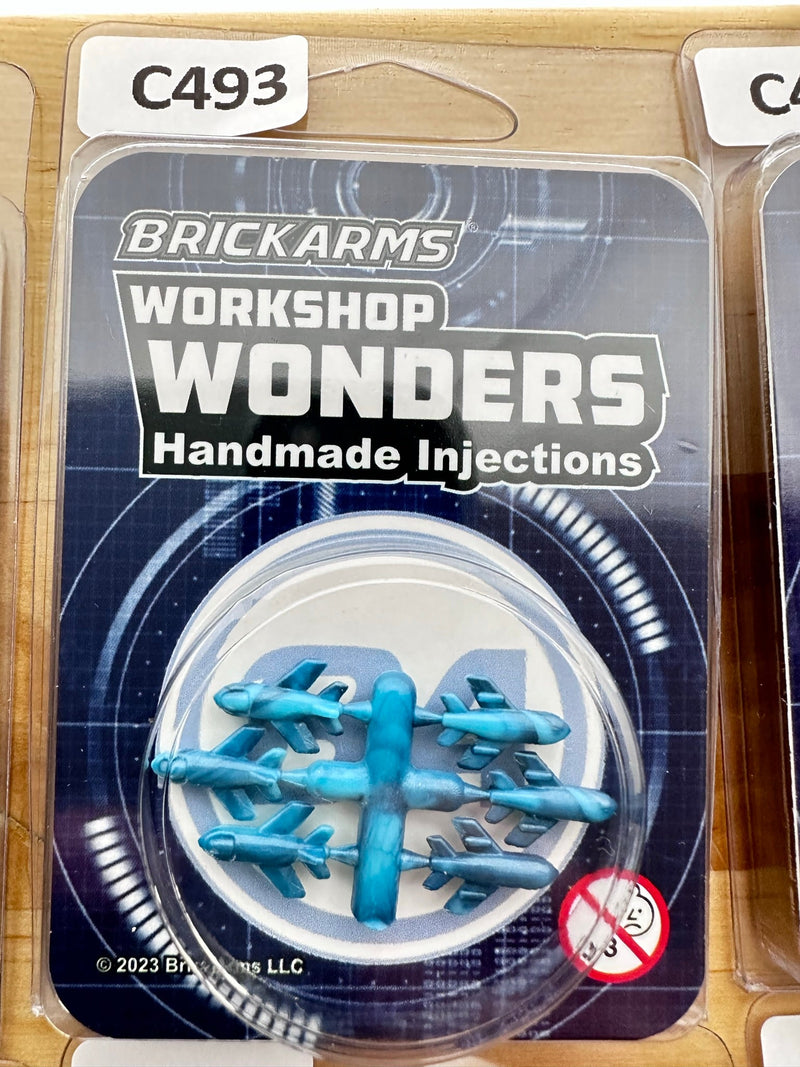 C493
BRICKARMS®
WORKSHOP
WONDERS
Handmade Injections
© 2023 BrickArms LLC